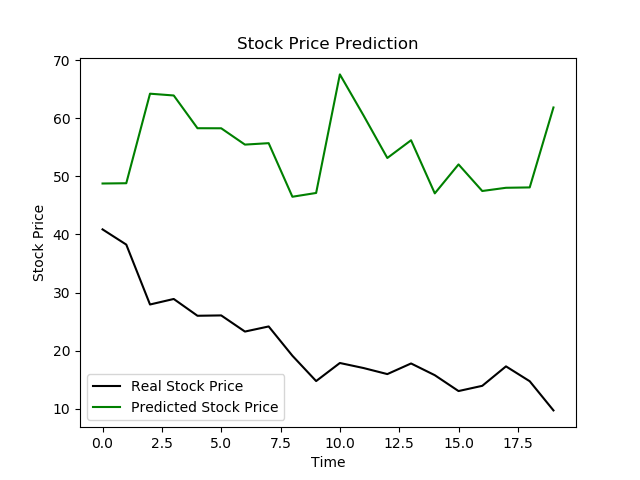 Stock Price Prediction
70
60
50
40
30
20
10
Stock Price
Real Stock Price
Predicted Stock Price
0.0 2.5 5.0 7.5 10.0 12.5 15.0 17.5
Time